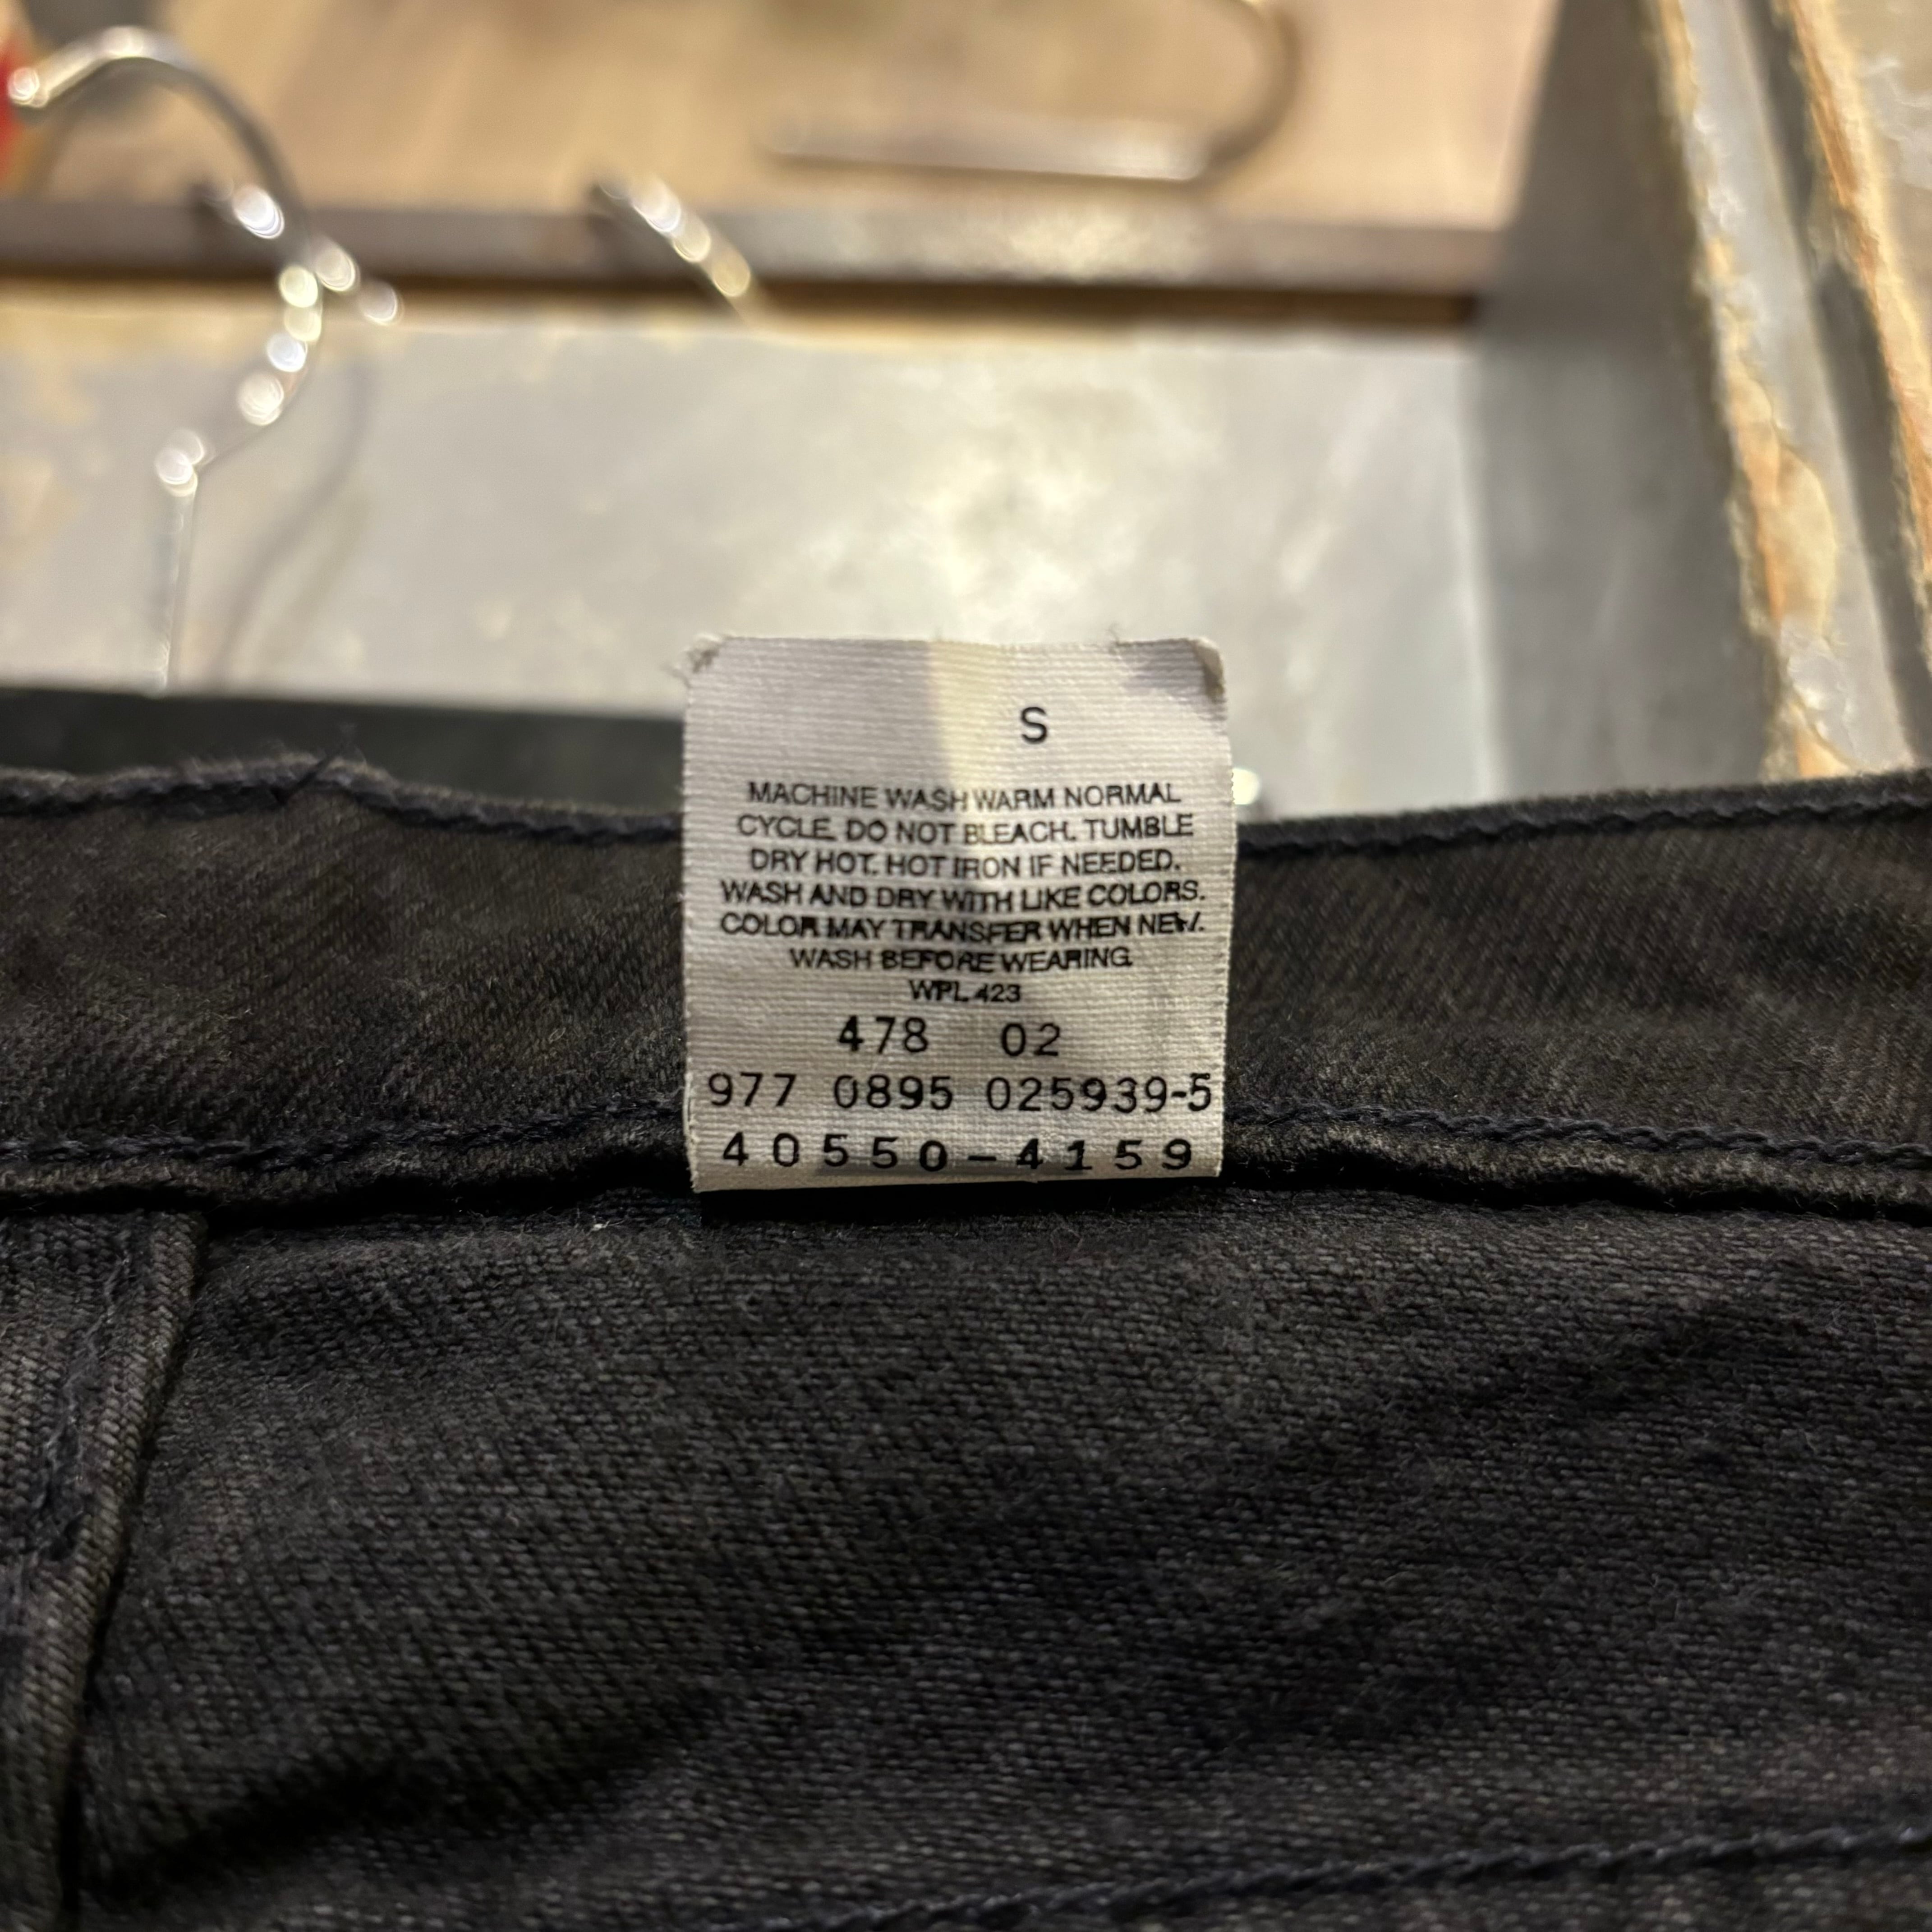 S
MACHINE WASH WARM NORMAL
CYCLE. DO NOT BLEACH. TUMBLE
DRY HOT. HOT IRON IF NEEDED.
WASH AND DRY WITH LIKE COLORS.
COLOR MAY TRANSFER WHEN NEW.
WASH BEFORE WEARING.
WPL 423
478 02
977 0895 025939-5
40550-4159